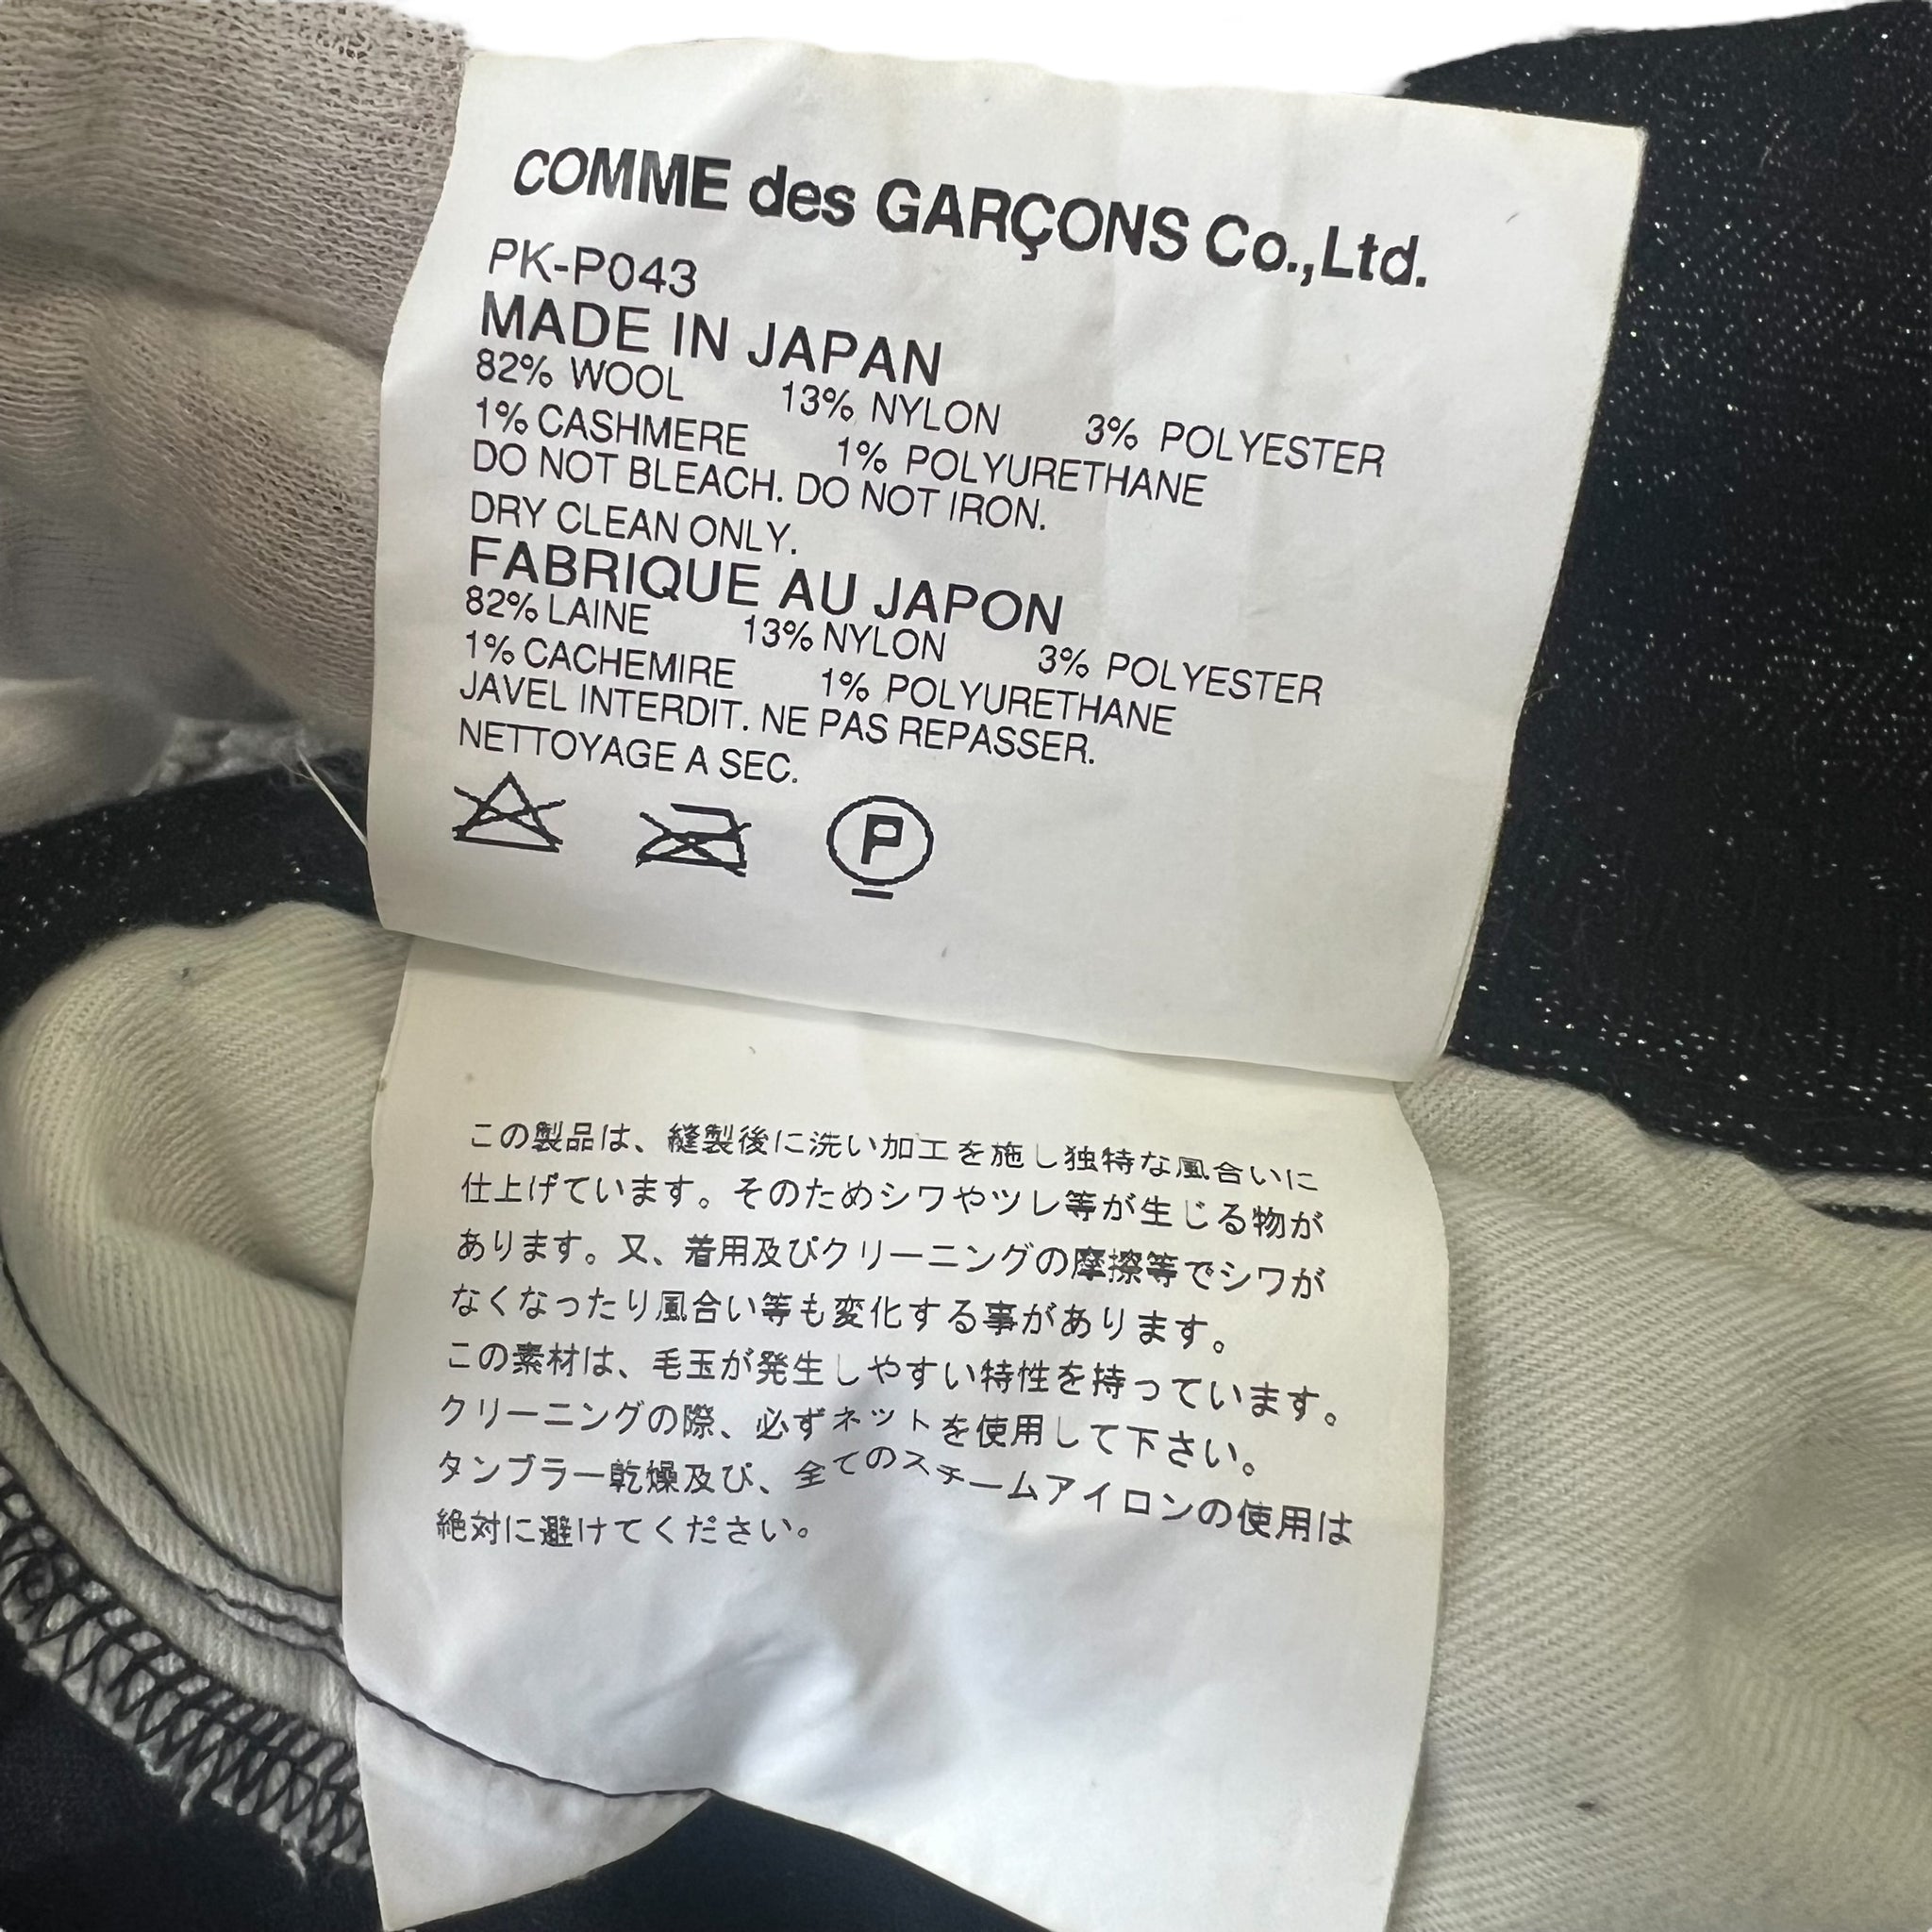 COMME des GARÇONS Co.,Ltd.
PK-P043
MADE IN JAPAN
82% WOOL 13% NYLON 3% POLYESTER
1% CASHMERE 1% POLYURETHANE
DO NOT BLEACH. DO NOT IRON.
DRY CLEAN ONLY.
FABRIQUE AU JAPON
82% LAINE 13% NYLON 3% POLYESTER
1% CACHEMIRE 1% POLYURETHANE
JAVEL INTERDIT. NE PAS REPASSER.
NETTOYAGE A SEC.
P
この製品は、縫製後に洗い加工を施し独特な風合いに
仕上げています。そのためシワやツレ等が生じる物が
あります。又、着用及びクリーニングの摩擦等でシワが
なくなったり風合い等も変化する事があります。
この素材は、毛玉が発生しやすい特性を持っています。
クリーニングの際、必ずネットを使用して下さい。
タンブラー乾燥及び、全てのスチームアイロンの使用は
絶対に避けてください。